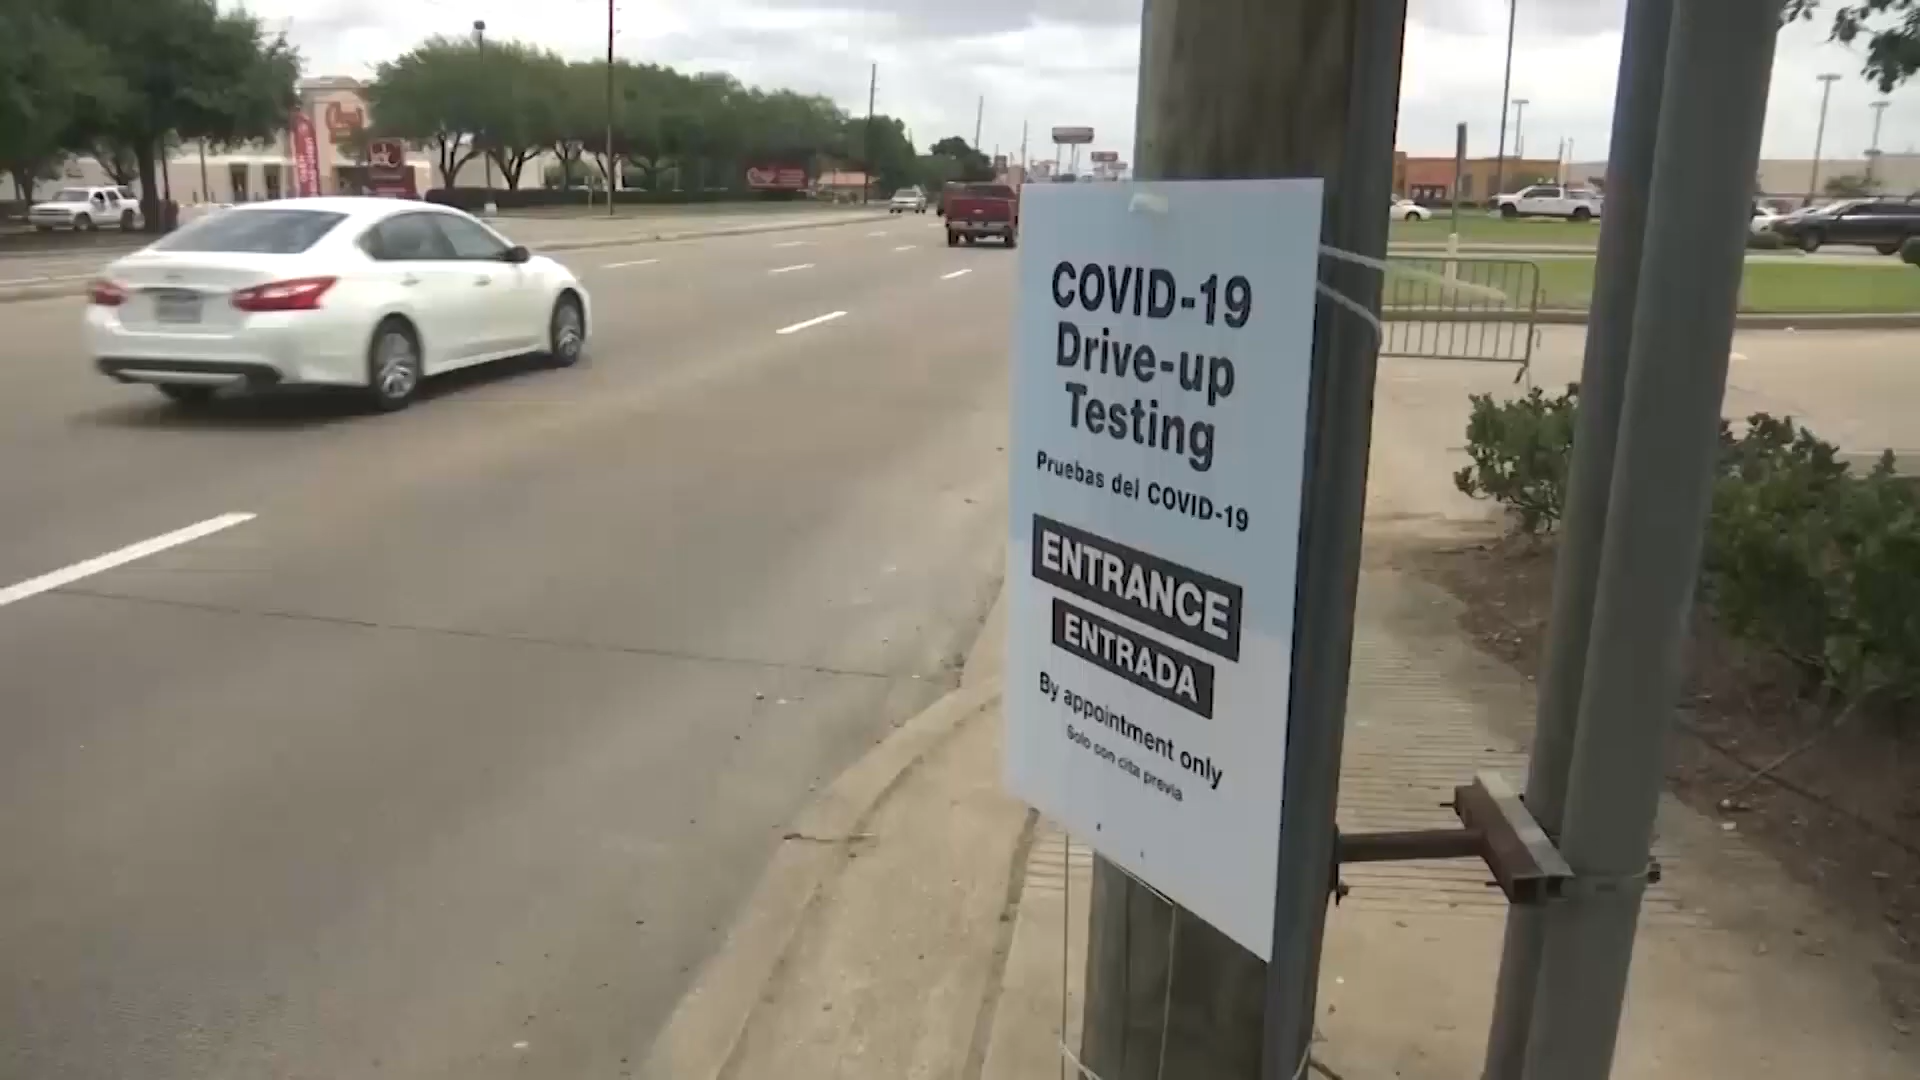 COVID-19
Drive-up
Testing
Pruebas del COVID-19
ENTRANCE
ENTRADA
By appointment only
Solo con cita previa